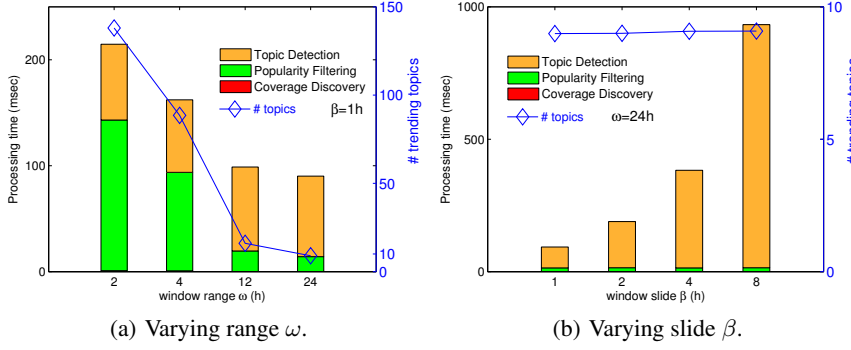 Processing time (msec)
0
100
200
# trending topics
0
10
50
100
150
Topic Detection
Popularity Filtering
Coverage Discovery
# topics
β=1h
2
4
12
24
window range ω (h)
(a) Varying range ω.
Processing time (msec)
0
500
1000
# trending topics
0
5
10
Topic Detection
Popularity Filtering
Coverage Discovery
# topics
ω=24h
1
2
4
8
window slide β (h)
(b) Varying slide β.